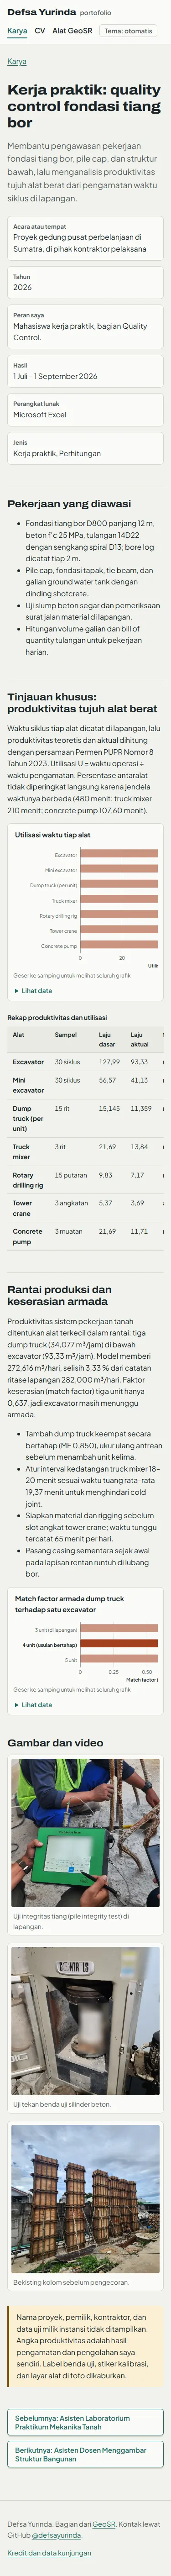 Defsa Yurinda portofolio
Karya CV Alat GeoSR Tema: otomatis
Karya
Kerja praktik: quality
control fondasi tiang
bor
Membantu pengawasan pekerjaan
fondasi tiang bor, pile cap, dan struktur
bawah, lalu menganalisis produktivitas
tujuh alat berat dari pengamatan waktu
siklus di lapangan.
Acara atau tempat
Proyek gedung pusat perbelanjaan di
Sumatra, di pihak kontraktor pelaksana
Tahun
2026
Peran saya
Mahasiswa kerja praktik, bagian Quality
Control.
Hasil
1 Juli – 1 September 2026
Perangkat lunak
Microsoft Excel
Jenis
Kerja praktik, Perhitungan
Pekerjaan yang diawasi
Fondasi tiang bor D800 panjang 12 m,
beton f'c 25 MPa, tulangan 14D22
dengan sengkang spiral D13; bore log
dicatat tiap 2 m.
Pile cap, fondasi tapak, tie beam, dan
galian ground water tank dengan
dinding shotcrete.
Uji slump beton segar dan pemeriksaan
surat jalan material di lapangan.
Hitungan volume galian dan bill of
quantity tulangan untuk pekerjaan
harian.
Tinjauan khusus:
produktivitas tujuh alat berat
Waktu siklus tiap alat dicatat di lapangan, lalu
produktivitas teoretis dan aktual dihitung
dengan persamaan Permen PUPR Nomor 8
Tahun 2023. Utilisasi U = waktu operasi ÷
waktu pengamatan. Persentase antaralat
tidak diperingkat langsung karena jendela
waktunya berbeda (480 menit; truck mixer
210 menit; concrete pump 107,60 menit).
Utilisasi waktu tiap alat
Excavator
Mini excavator
Dump truck (per unit)
Truck mixer
Rotary drilling rig
Tower crane
Concrete pump
0 20
Utili
Geser ke samping untuk melihat seluruh grafik
► Lihat data
Rekap produktivitas dan utilisasi
Alat Sampel Laju dasar Laju aktual
Excavator 30 siklus 127,99 93,33
Mini excavator 30 siklus 56,57 41,13
Dump truck (per unit) 15 rit 15,145 11,359
Truck mixer 3 rit 21,69 13,84
Rotary drilling rig 15 putaran 9,83 7,17
Tower crane 3 angkatan 5,37 3,69
Concrete pump 3 muatan 21,69 11,71
Rantai produksi dan
keserasian armada
Produktivitas sistem pekerjaan tanah
ditentukan alat terkecil dalam rantai: tiga
dump truck (34,077 m³/jam) di bawah
excavator (93,33 m³/jam). Model memberi
272,616 m³/hari, selisih 3,33 % dari catatan
ritase lapangan 282,000 m³/hari. Faktor
keserasian (match factor) tiga unit hanya
0,637, jadi excavator masih menunggu
armada.
Tambah dump truck keempat secara
bertahap (MF 0,850), ukur ulang antrean
sebelum menambah unit kelima.
Atur interval kedatangan truck mixer 18–
20 menit sesuai waktu tuang rata-rata
19,37 menit untuk menghindari cold
joint.
Siapkan material dan rigging sebelum
slot angkat tower crane; waktu tunggu
tercatat 65 menit per hari.
Pasang casing sementara sejak awal
pada lapisan rentan runtuh di lubang
bor.
Match factor armada dump truck
terhadap satu excavator
3 unit (di lapangan)
4 unit (usulan bertahap)
5 unit
0 0,25 0,50
Match factor (
Geser ke samping untuk melihat seluruh grafik
► Lihat data
Gambar dan video
Uji integritas tiang (pile integrity test) di
lapangan.
Uji tekan benda uji silinder beton.
Bekisting kolom sebelum pengecoran.
Nama proyek, pemilik, kontraktor, dan
data uji milik instansi tidak ditampilkan.
Angka produktivitas adalah hasil
pengamatan dan pengolahan saya
sendiri. Label benda uji, stiker kalibrasi,
dan layar alat di foto dikaburkan.
Sebelumnya: Asisten Laboratorium
Praktikum Mekanika Tanah
Berikutnya: Asisten Dosen Menggambar
Struktur Bangunan
Defsa Yurinda. Bagian dari GeoSR. Kontak lewat
GitHub @defsayurinda.
Kredit dan data kunjungan